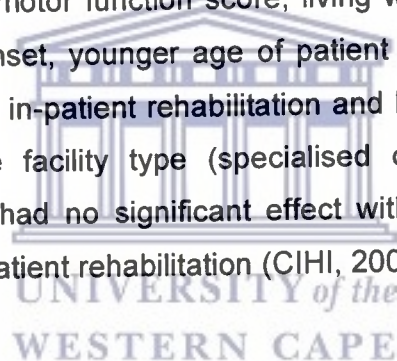 motor function score, living w
nset, younger age of patient
in-patient rehabilitation and
facility type (specialised
had no significant effect wit
atient rehabilitation (CIHI, 200
UNIVERSITY of the
WESTERN CAPE